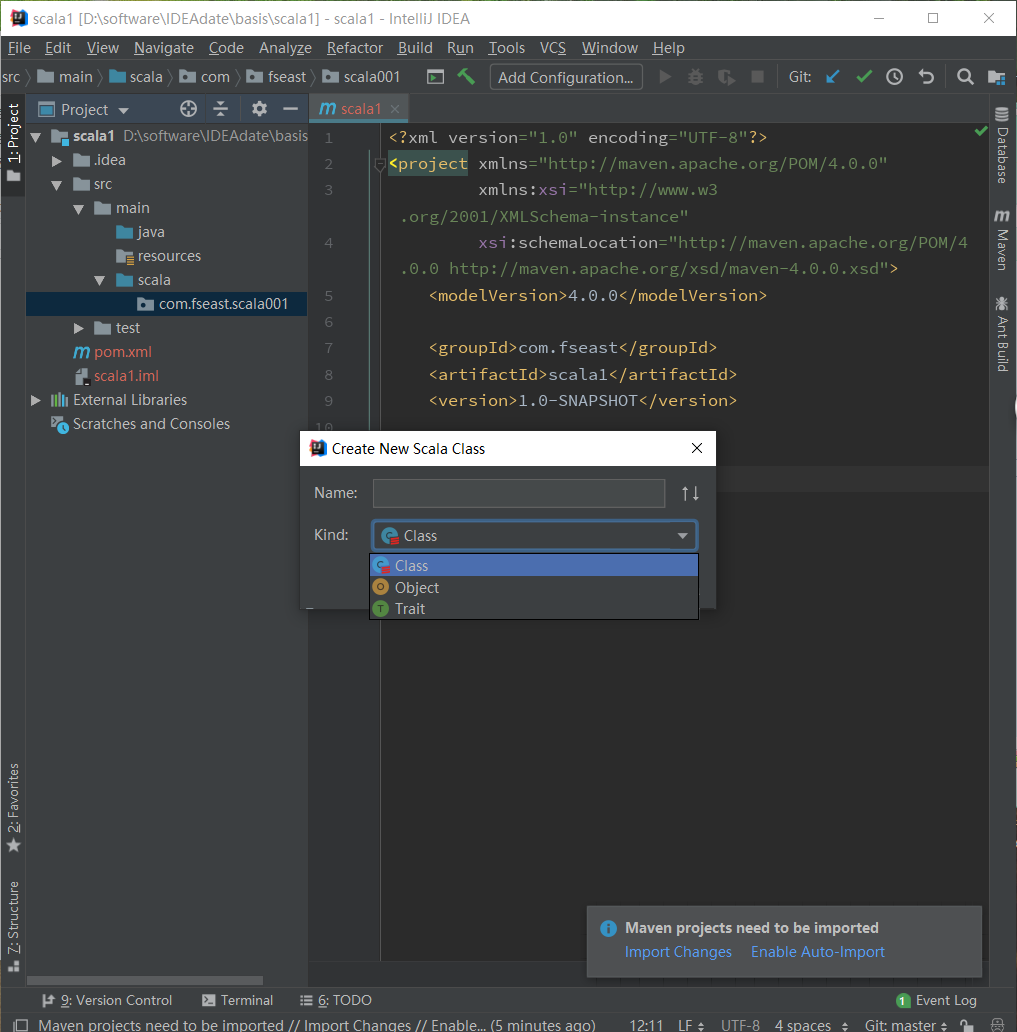 scala1 [D:\software\IDEAdate\basis\scala1] - scala1 - IntelliJ IDEA
File Edit View Navigate Code Analyze Refactor Build Run Tools VCS Window Help
src main scala com fseast scala001 Add Configuration... Git:
1: Project
2: Favorites
7: Structure
Project
scala1 D:\software\IDEAdate\basis
.idea
src
main
java
resources
scala
com.fseast.scala001
test
pom.xml
scala1.iml
External Libraries
Scratches and Consoles
scala1
1 <?xml version="1.0" encoding="UTF-8"?>
2 <project xmlns="http://maven.apache.org/POM/4.0.0"
3 xmlns:xsi="http://www.w3
.org/2001/XMLSchema-instance"
4 xsi:schemaLocation="http://maven.apache.org/POM/4
.0.0 http://maven.apache.org/xsd/maven-4.0.0.xsd">
5 <modelVersion>4.0.0</modelVersion>
6
7 <groupId>com.fseast</groupId>
8 <artifactId>scala1</artifactId>
9 <version>1.0-SNAPSHOT</version>
10
Create New Scala Class
Name:
Kind: Class
Class
Object
Trait
Database
Maven
Ant Build
Maven projects need to be imported
Import Changes Enable Auto-Import
9: Version Control Terminal 6: TODO 1 Event Log
Maven projects need to be imported // Import Changes // Enable... (5 minutes ago) 12:11 LF UTF-8 4 spaces Git: master